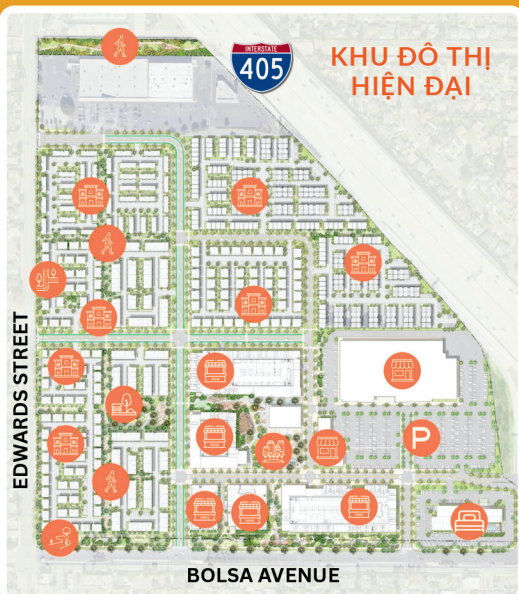 INTERSTATE
405
KHU ĐÔ THỊ
HIỆN ĐẠI
EDWARDS STREET
P
BOLSA AVENUE